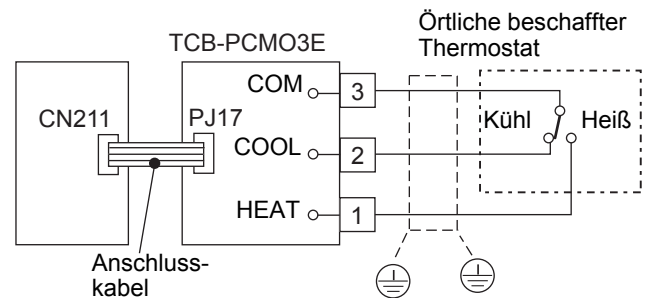 Örtliche beschaffter
Thermostat
TCB-PCMO3E
COM
3
CN211
PJ17
Kühl
Heiß
COOL
2
HEAT
1
Anschluss-
kabel